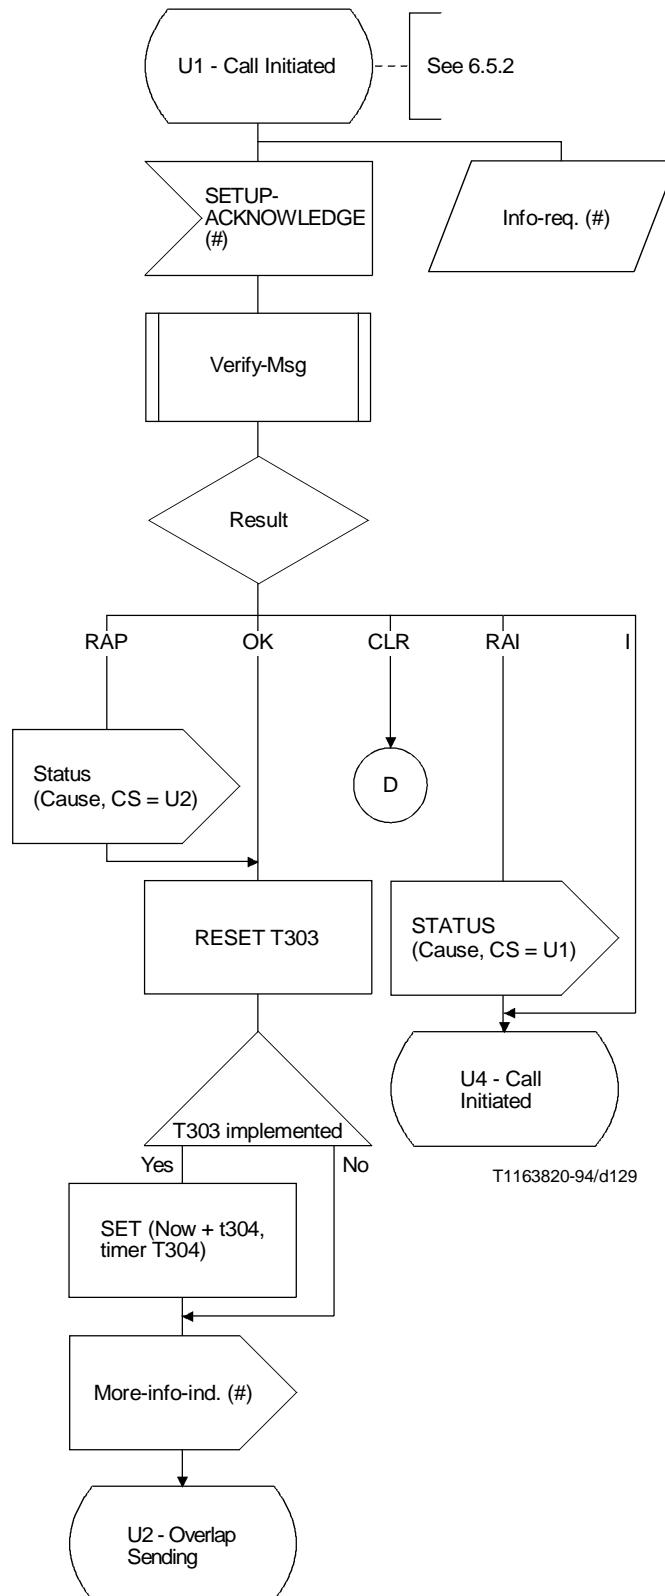 U1 - Call Initiated
See 6.5.2
SETUP-
ACKNOWLEDGE
(#)
Info-req. (#)
Verify-Msg
Result
RAP
OK
CLR
RAI
I
Status
(Cause, CS = U2)
D
RESET T303
STATUS
(Cause, CS = U1)
U4 - Call
Initiated
T303 implemented
Yes
No
T1163820-94/d129
SET (Now + t304,
timer T304)
More-info-ind. (#)
U2 - Overlap
Sending